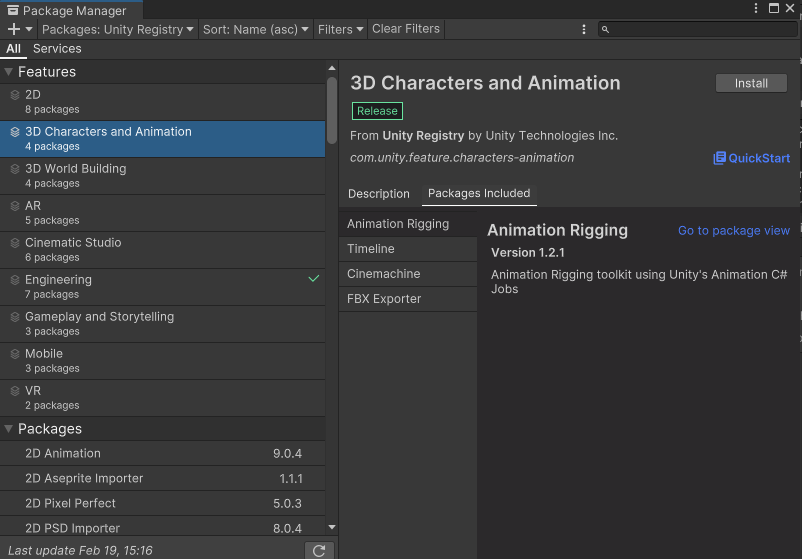 Package Manager
Packages: Unity Registry
Sort: Name (asc)
Filters
Clear Filters
All
Services
Features
2D
8 packages
3D Characters and Animation
4 packages
3D World Building
4 packages
AR
5 packages
Cinematic Studio
6 packages
Engineering
7 packages
Gameplay and Storytelling
3 packages
Mobile
3 packages
VR
2 packages
Packages
2D Animation 9.0.4
2D Aseprite Importer 1.1.1
2D Pixel Perfect 5.0.3
2D PSD Importer 8.0.4
Last update Feb 19, 15:16
3D Characters and Animation
Install
Release
From Unity Registry by Unity Technologies Inc.
com.unity.feature.characters-animation
QuickStart
Description
Packages Included
Animation Rigging
Timeline
Cinemachine
FBX Exporter
Animation Rigging
Go to package view
Version 1.2.1
Animation Rigging toolkit using Unity's Animation C#
Jobs